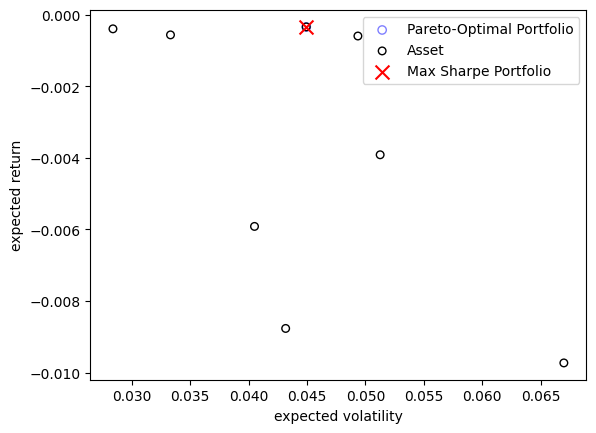 Pareto-Optimal Portfolio
Asset
Max Sharpe Portfolio
expected return
0.000
−0.002
−0.004
−0.006
−0.008
−0.010
0.030 0.035 0.040 0.045 0.050 0.055 0.060 0.065
expected volatility